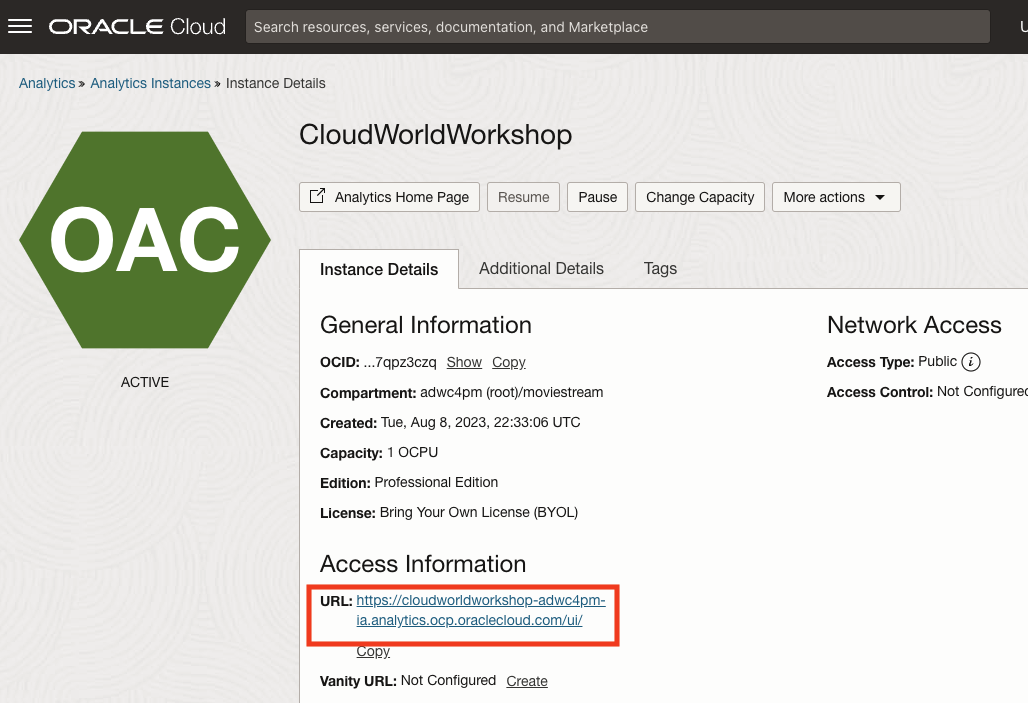 ORACLE Cloud
Search resources, services, documentation, and Marketplace
Analytics » Analytics Instances » Instance Details
OAC
ACTIVE
CloudWorldWorkshop
Analytics Home Page Resume Pause Change Capacity More actions
Instance Details Additional Details Tags
General Information
OCID: ...7qpz3czq Show Copy
Compartment: adwc4pm (root)/moviestream
Created: Tue, Aug 8, 2023, 22:33:06 UTC
Capacity: 1 OCPU
Edition: Professional Edition
License: Bring Your Own License (BYOL)
Access Information
URL: https://cloudworldworkshop-adwc4pm-
ia.analytics.ocp.oraclecloud.com/ui/
Copy
Vanity URL: Not Configured Create
Network Access
Access Type: Public
Access Control: Not Configured